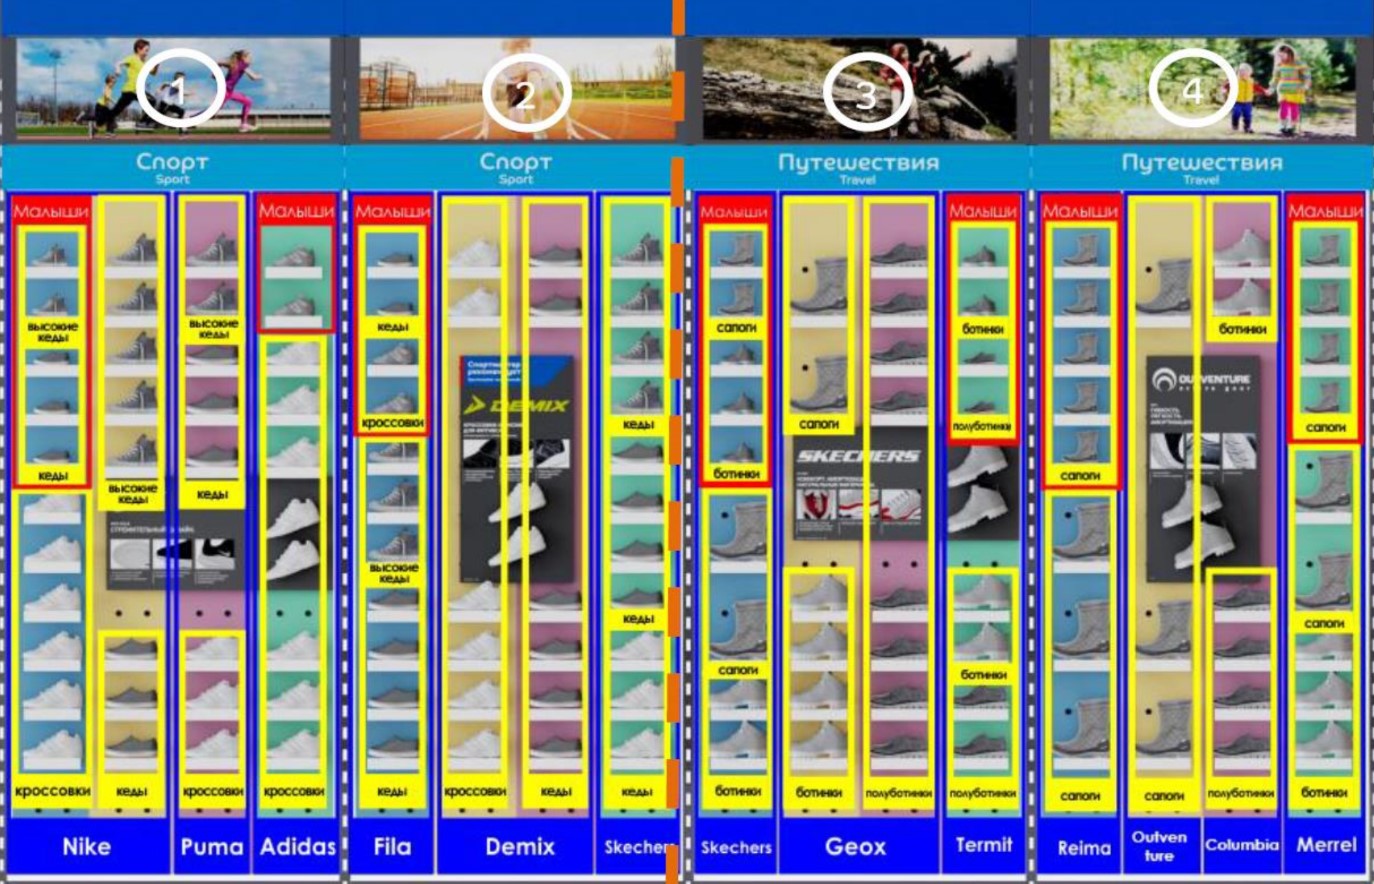 1
2
3
4
Спорт
Sport
Спорт
Sport
Путешествия
Travel
Путешествия
Travel
Малыши
высокие
кеды
кеды
кроссовки
высокие
кеды
кеды
высокие
кеды
кеды
кроссовки
Малыши
кроссовки
Малыши
кеды
кроссовки
высокие
кеды
кеды
Спортмастер
рекомендует
DEMIX
кроссовки
кеды
кеды
кеды
кеды
Малыши
сапоги
ботинки
сапоги
ботинки
сапоги
SKECHERS
ботинки
полуботинки
Малыши
ботинки
полуботинки
ботинки
полуботинки
Малыши
сапоги
сапоги
OUTVENTURE
сапоги
ботинки
полуботинки
Малыши
сапоги
сапоги
ботинки
Nike
Puma
Adidas
Fila
Demix
Skechers
Skechers
Geox
Termit
Reima
Outven
ture
Columbia
Merrel